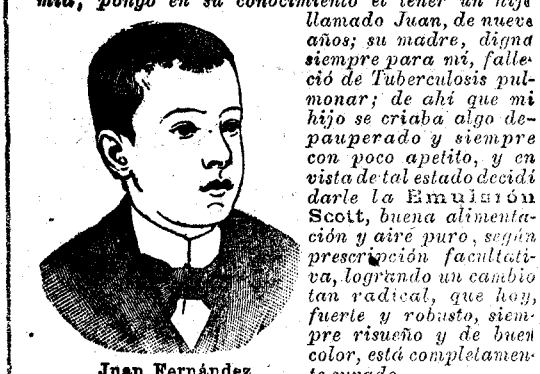 mia, pongo en su conocimiento el tener un hijo
llamado Juan, de nueve
años; su madre, digna
siempre para mi, falle-
ció de Tuberculosis pul-
monar; de ahí que mi
hijo se criaba algo de-
pauperado y siempre
con poco apetito, y en
vista de tal estado decidí
darle la Emulsión
Scott, buena alimenta-
ción y airé puro, según
prescripción facultati-
va, logrando un cambio
tan radical, que hoy,
fuerte y robusto, siem-
pre risueño y de buen
color, está completamen-
te curado
Juan Fernández